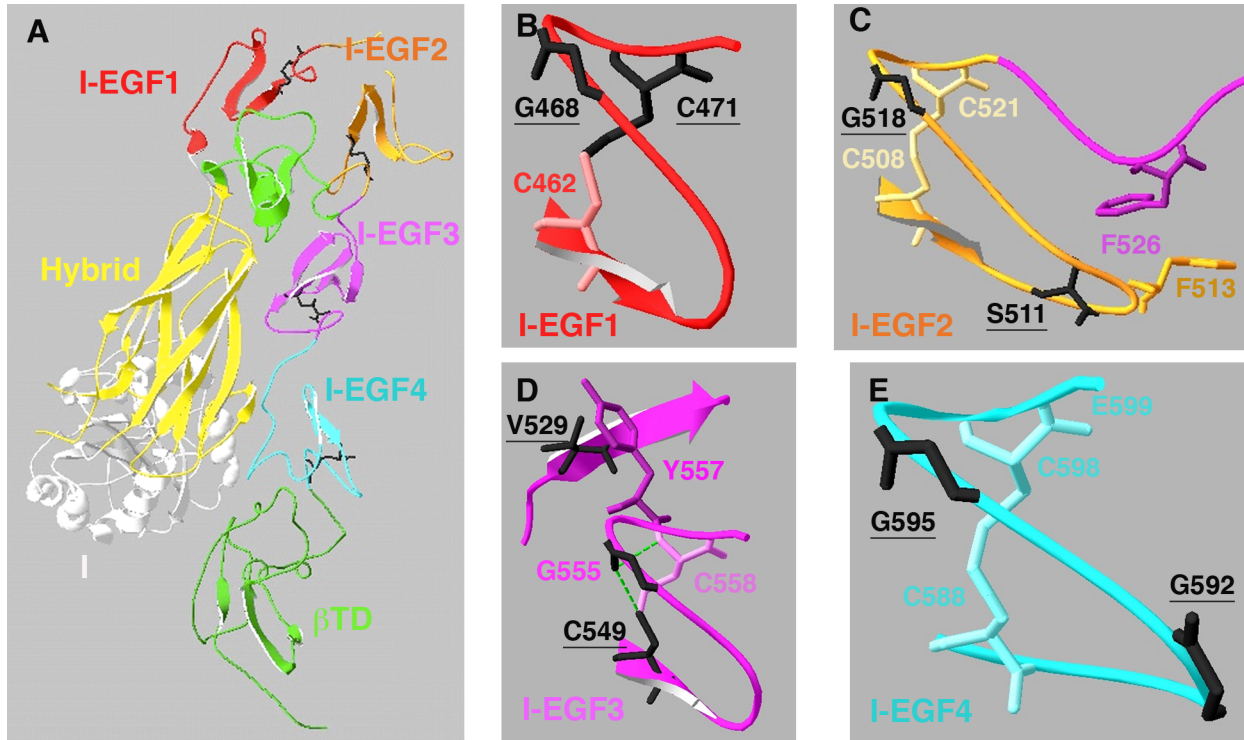 A
I-EGF1
I-EGF2
I-EGF3
Hybrid
I-EGF4
I
βTD
B
G468
C471
C462
I-EGF1
C
C521
G518
C508
F526
F513
S511
I-EGF2
D
V529
Y557
G555
C558
C549
I-EGF3
E
E599
C598
G595
C588
G592
I-EGF4